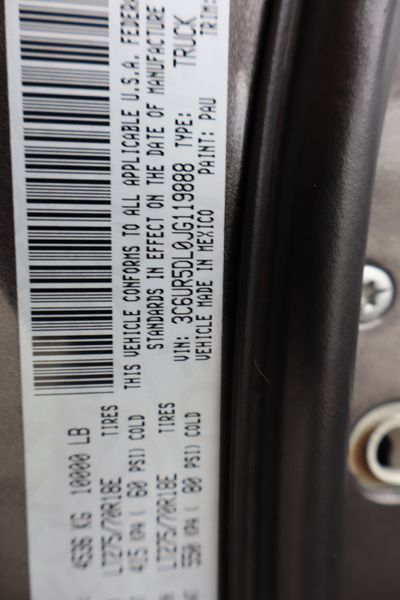 4536 KG 10000 LB
LT275/70R18E TIRES
415 KPA ( 60 PSI) COLD
LT275/70R18E TIRES
550 KPA ( 80 PSI) COLD
THIS VEHICLE CONFORMS TO ALL APPLICABLE U.S.A. FEDERA
STANDARDS IN EFFECT ON THE DATE OF MANUFACTURE
VIN: 3C6UR5DL0JG119888 TYPE: TRUCK
VEHICLE MADE IN MEXICO PAINT: PAU TRIM: